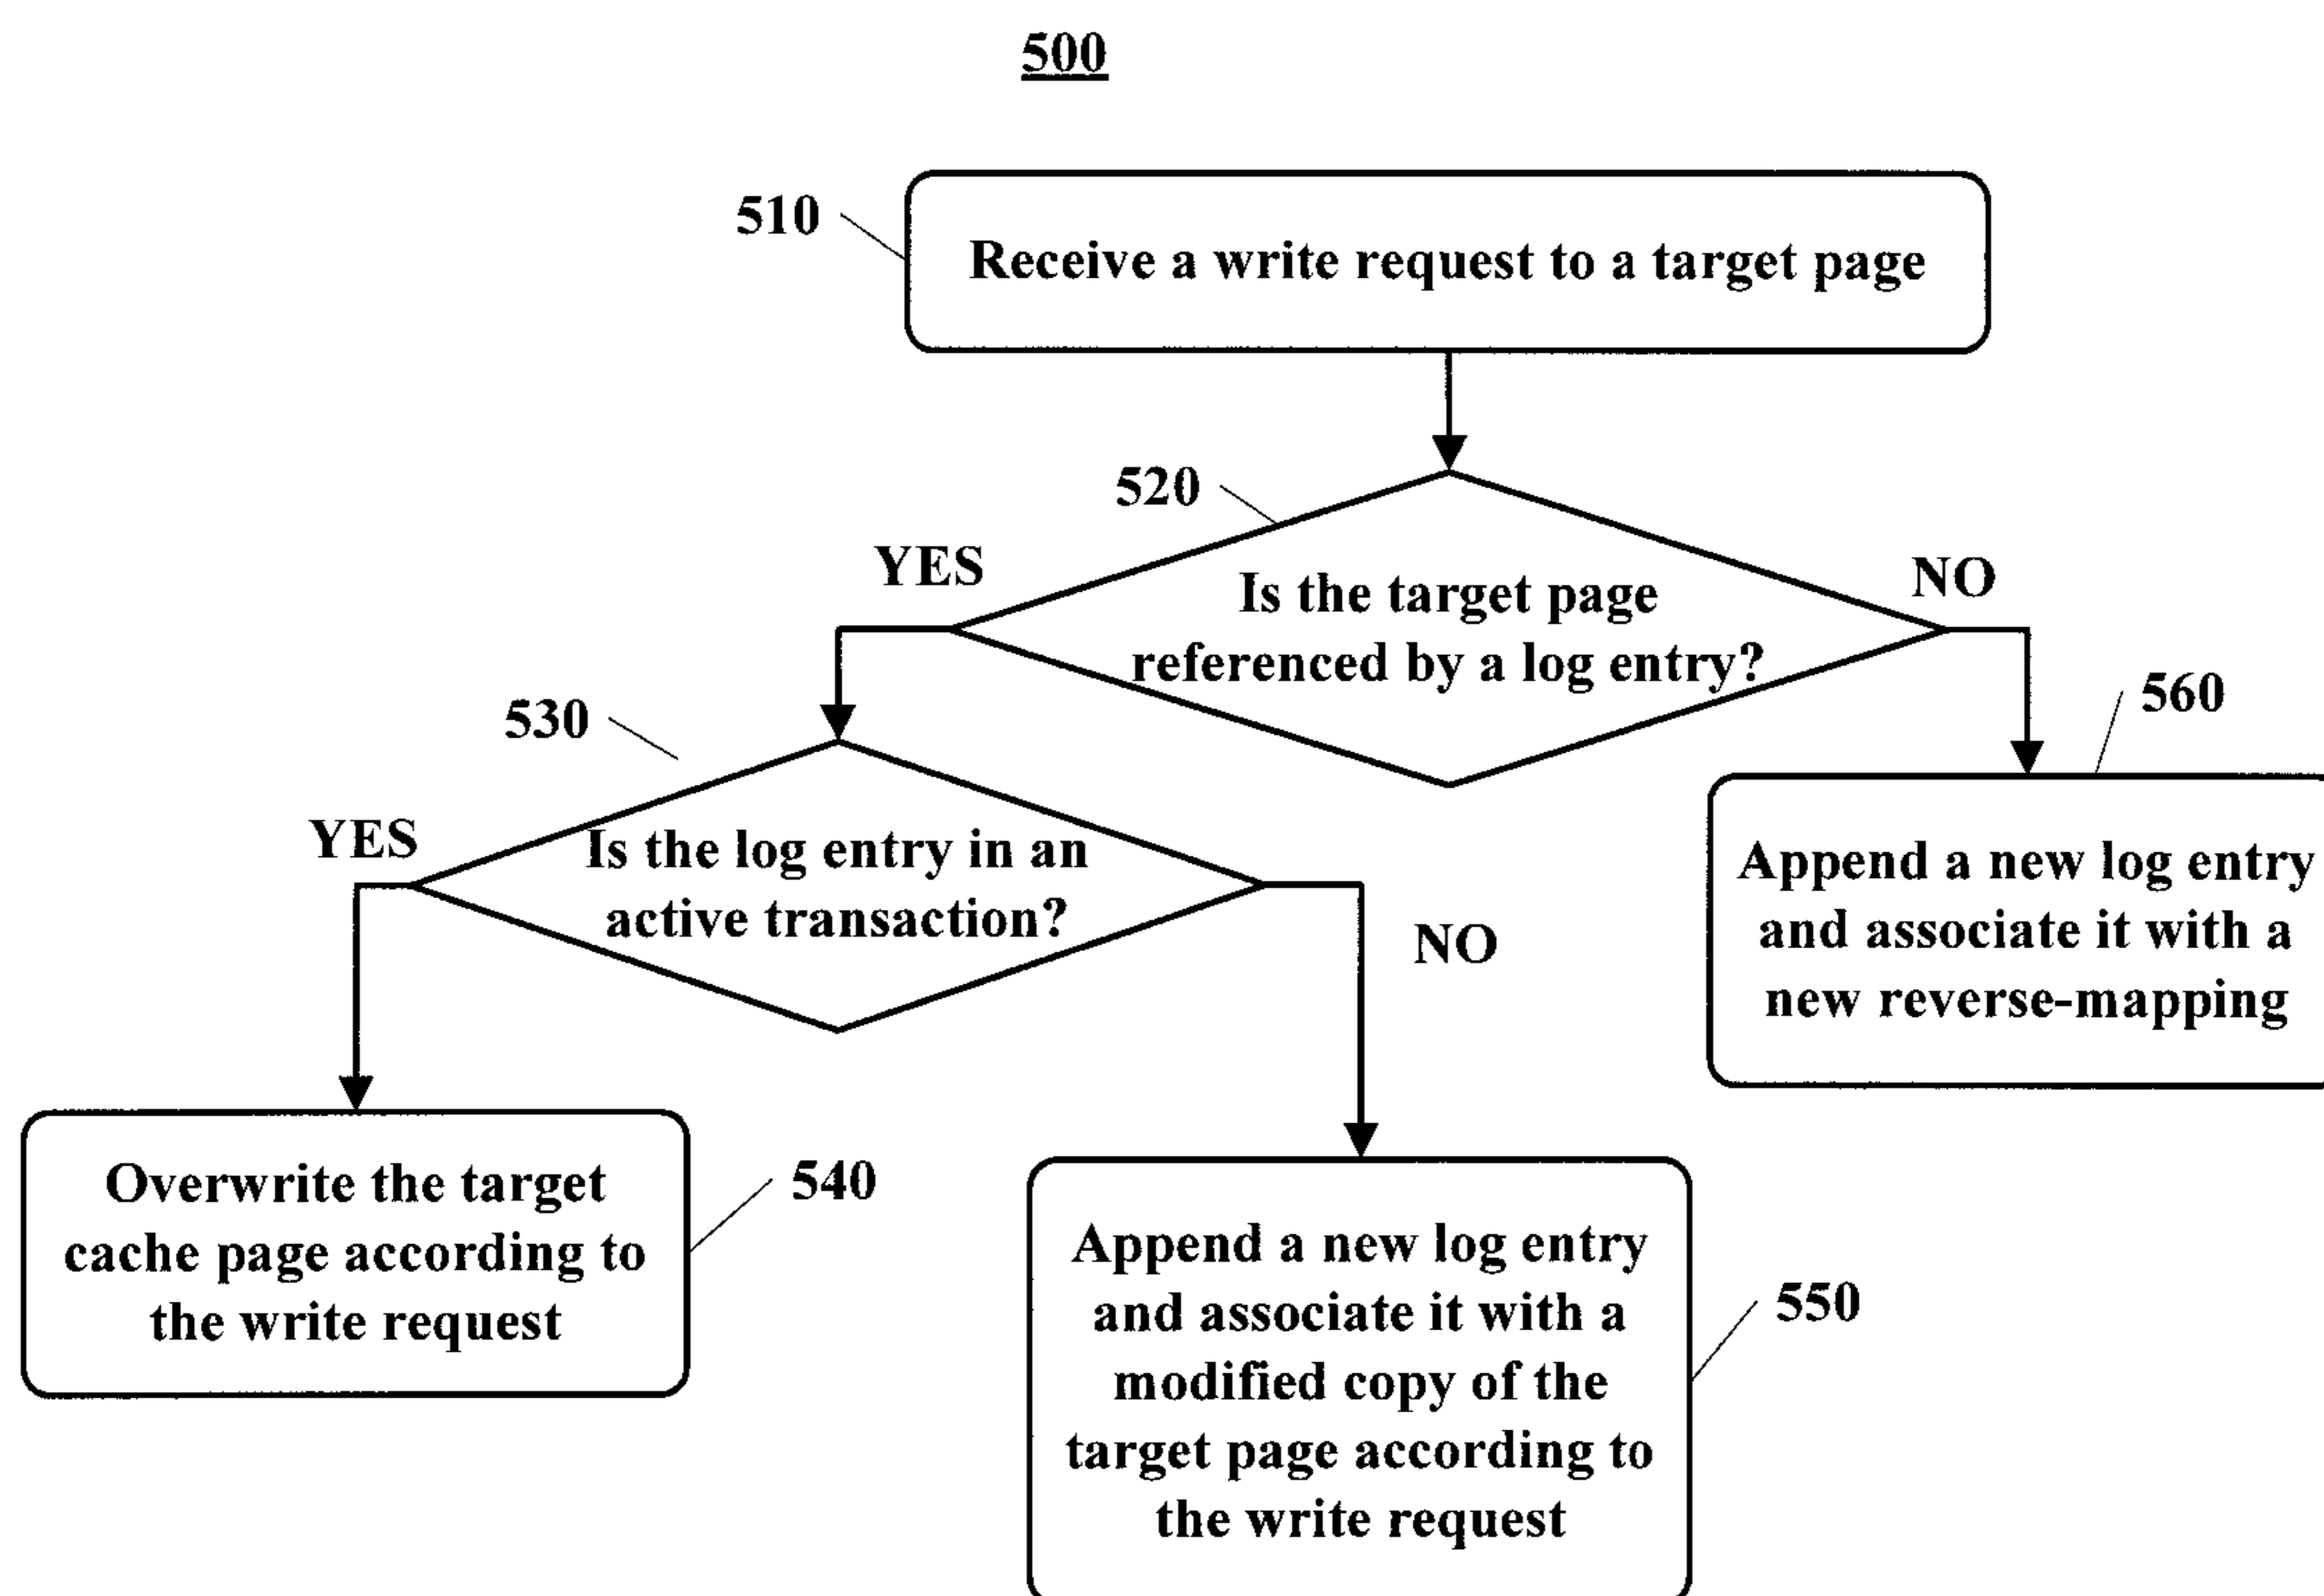 500
510
Receive a write request to a target page
520
YES
NO
Is the target page
referenced by a log entry?
530
560
YES
NO
Is the log entry in an
active transaction?
Append a new log entry
and associate it with a
new reverse-mapping
Overwrite the target
cache page according to
the write request
540
Append a new log entry
and associate it with a
modified copy of the
target page according to
the write request
550